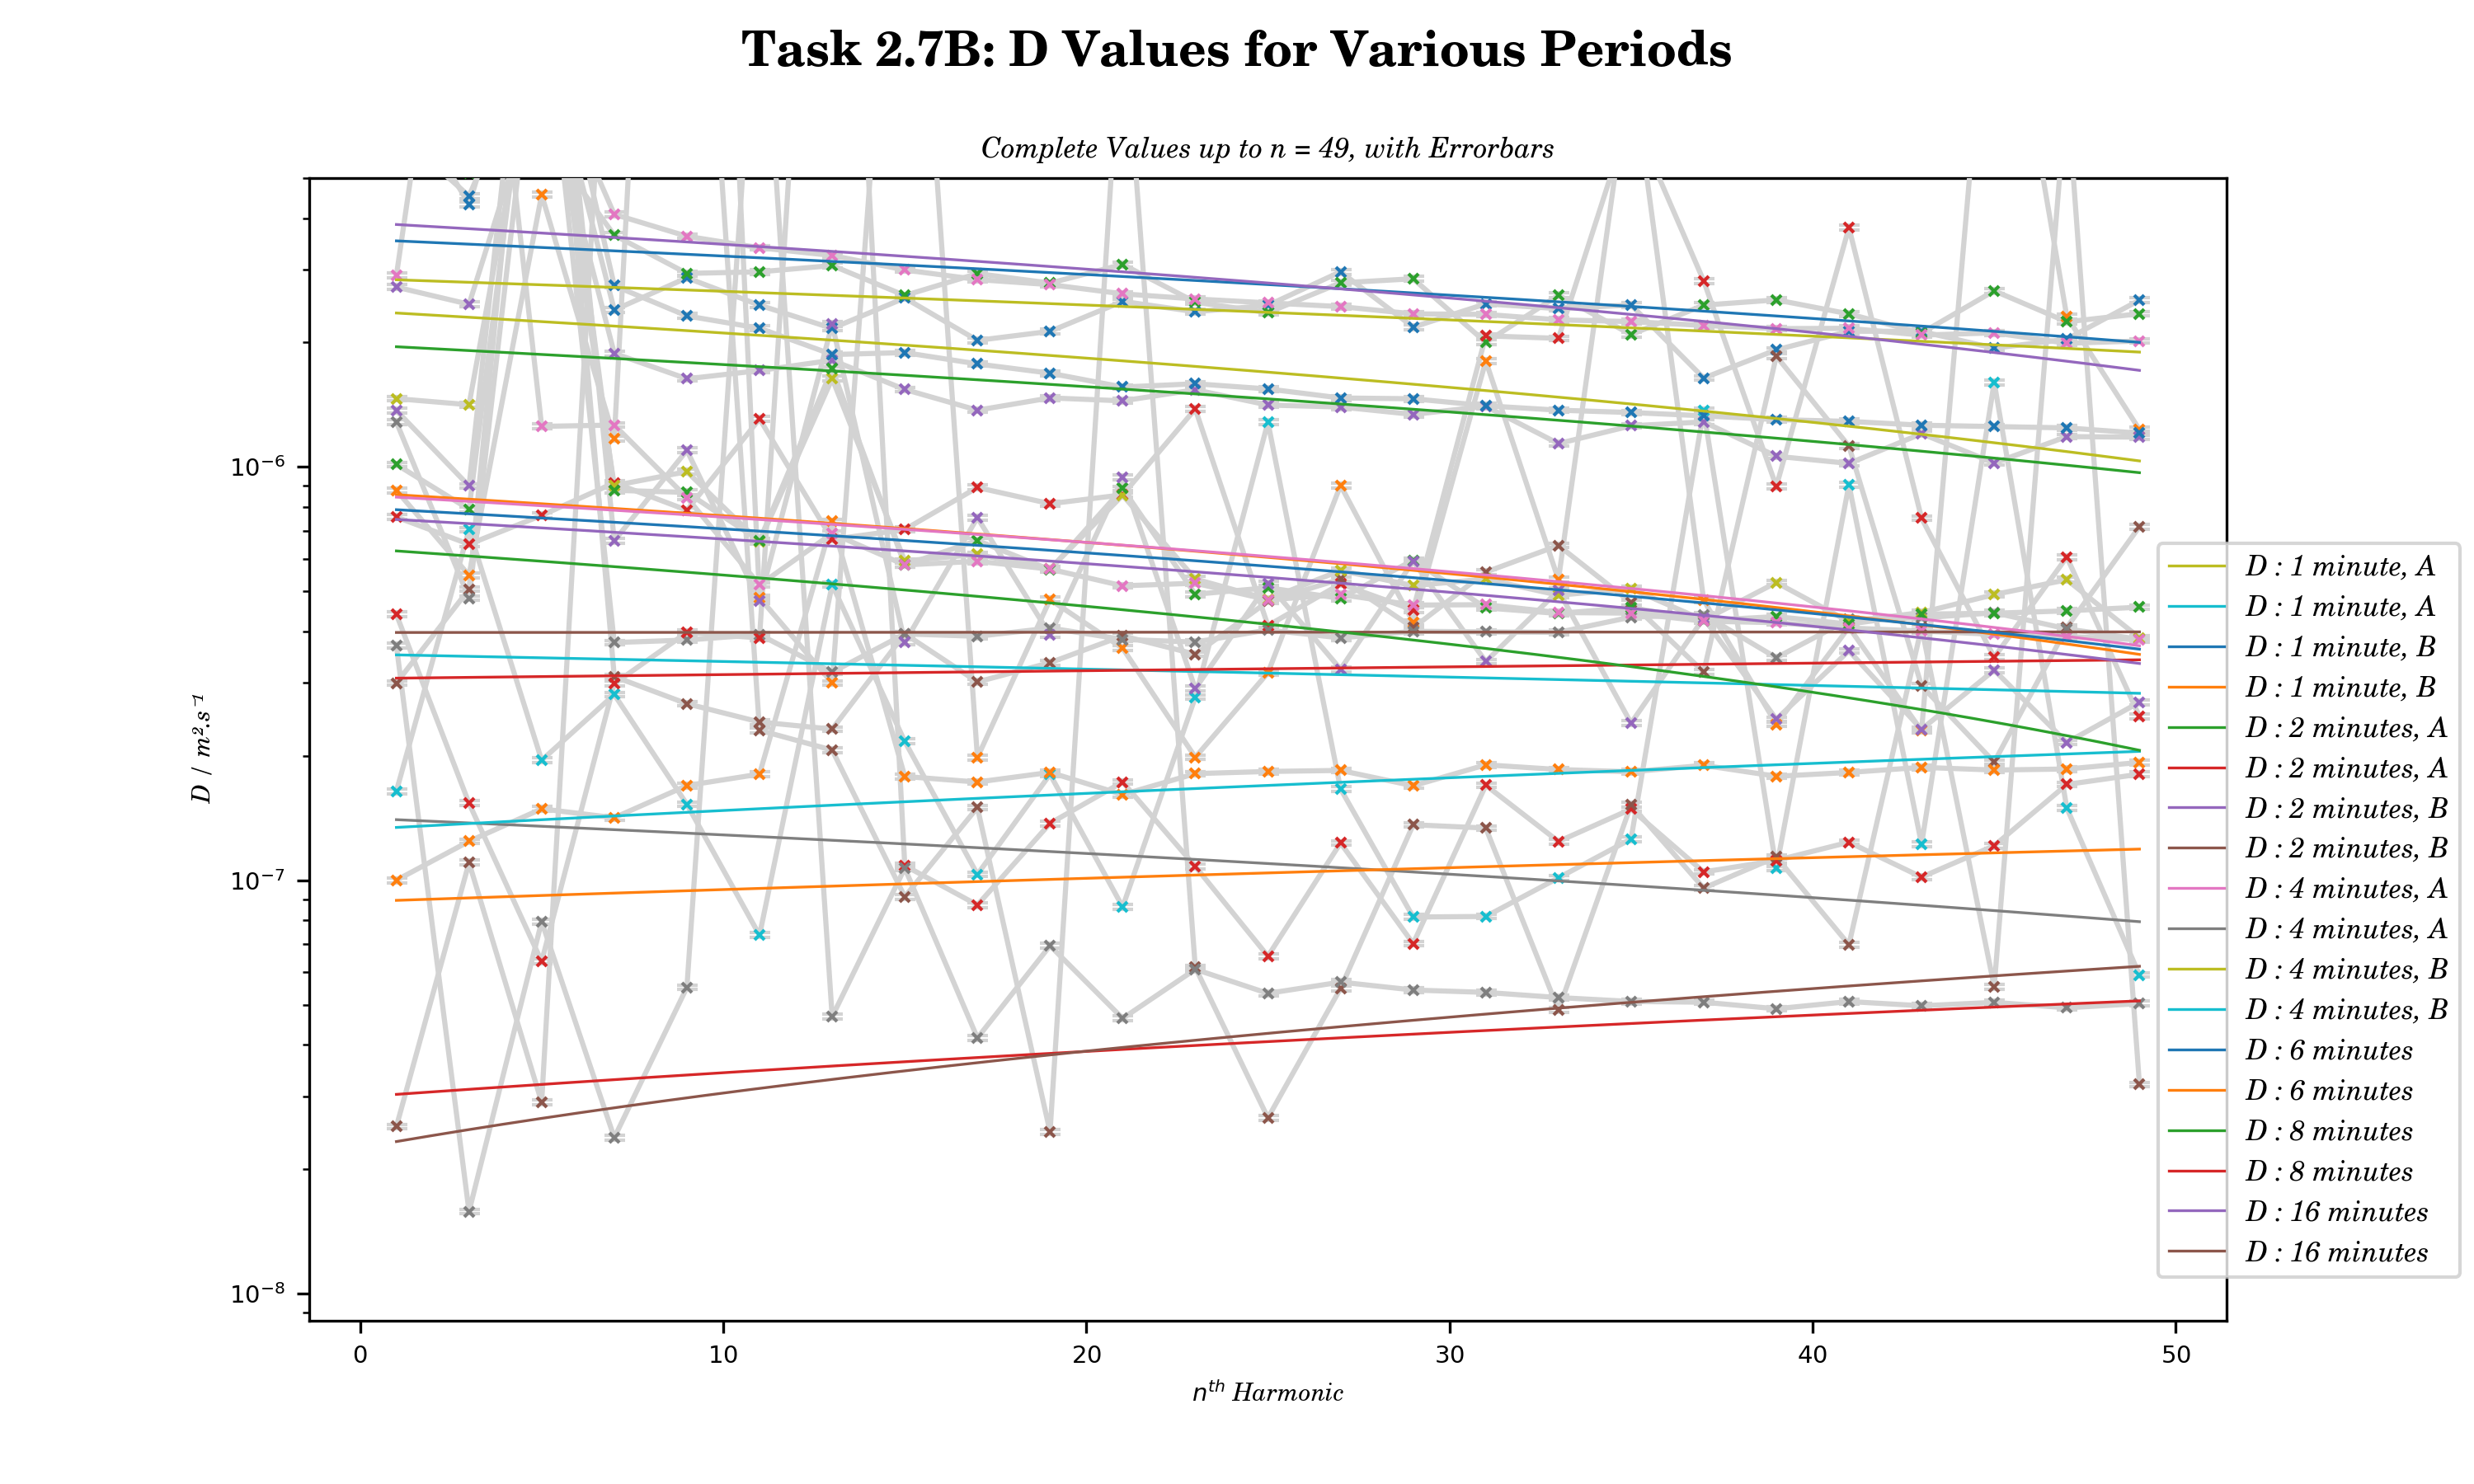 Task 2.7B: D Values for Various Periods
Complete Values up to n = 49, with Errorbars
D / m².s⁻¹
10⁻⁶
10⁻⁷
10⁻⁸
0 10 20 30 40 50
nᵗʰ Harmonic
D : 1 minute, A
D : 1 minute, A
D : 1 minute, B
D : 1 minute, B
D : 2 minutes, A
D : 2 minutes, A
D : 2 minutes, B
D : 2 minutes, B
D : 4 minutes, A
D : 4 minutes, A
D : 4 minutes, B
D : 4 minutes, B
D : 6 minutes
D : 6 minutes
D : 8 minutes
D : 8 minutes
D : 16 minutes
D : 16 minutes